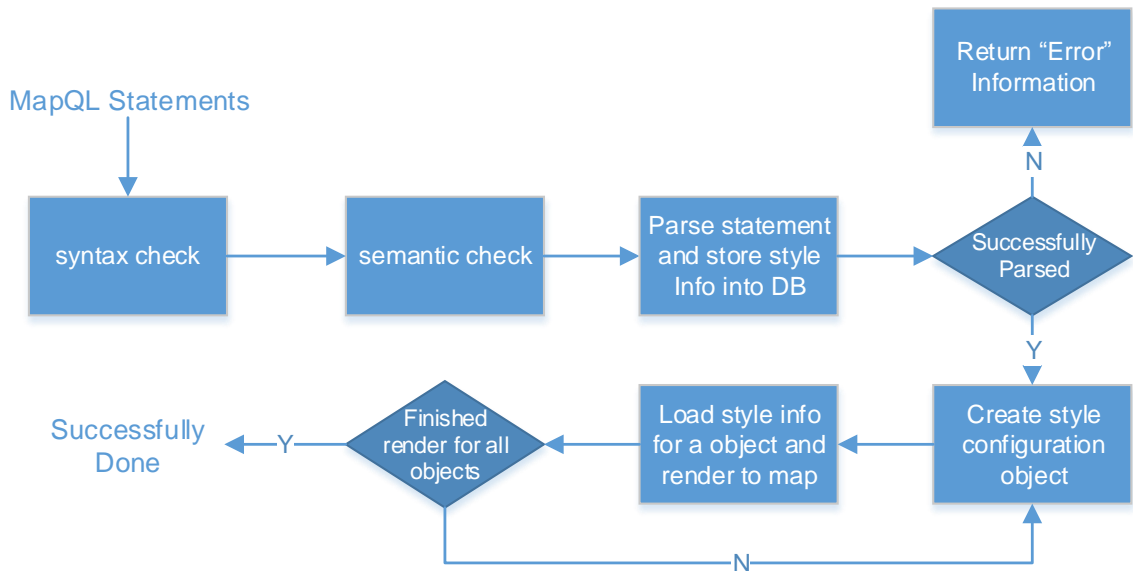 Return “Error”
Information
MapQL Statements
N
syntax check
semantic check
Parse statement
and store style
Info into DB
Successfully
Parsed
Y
Successfully
Done
Y
Finished
render for all
objects
Load style info
for a object and
render to map
Create style
configuration
object
N